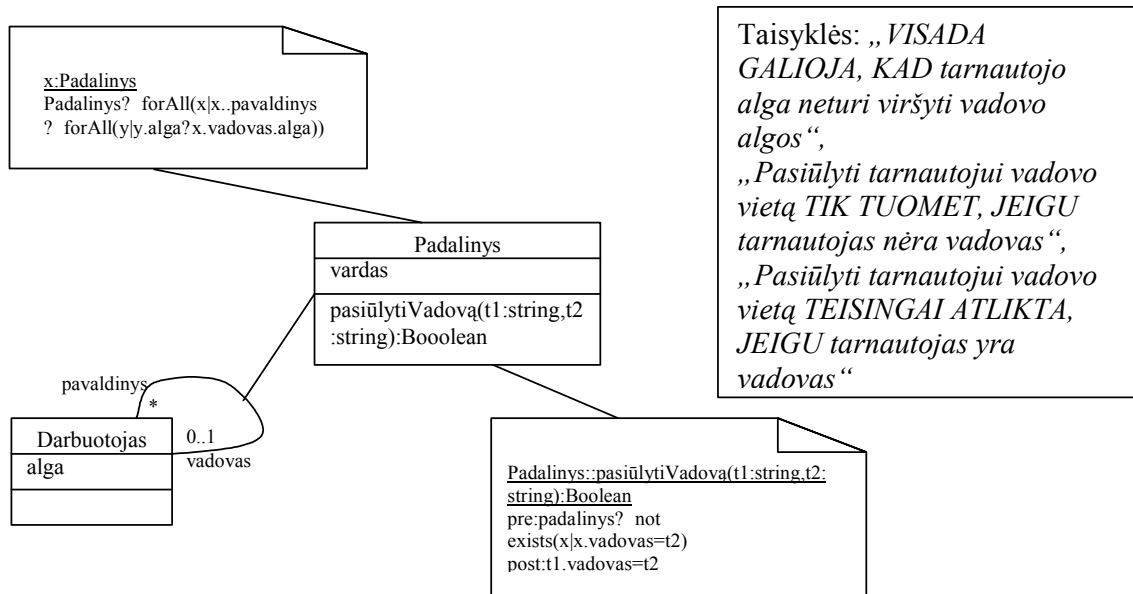 x:Padalinys
Padalinys? forAll(x|x..pavaldinys
? forAll(y|y.alga?x.vadovas.alga))
Taisyklės: „VISADA
GALIOJA, KAD tarnautojo
alga neturi viršyti vadovo
algos“,
„Pasiūlyti tarnautojui vadovo
vietą TIK TUOMET, JEIGU
tarnautojas nėra vadovas“,
„Pasiūlyti tarnautojui vadovo
vietą TEISINGAI ATLIKTA,
JEIGU tarnautojas yra
vadovas“
Padalinys
vardas
pasiūlytiVadovą(t1:string,t2
:string):Booolean
pavaldinys
*
Darbuotojas
alga
0..1
vadovas
Padalinys::pasiūlytiVadovą(t1:string,t2:
string):Boolean
pre:padalinys? not
exists(x|x.vadovas=t2)
post:t1.vadovas=t2